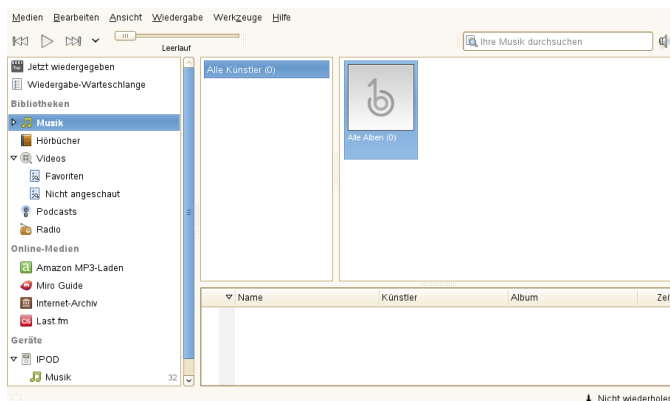 Medien Bearbeiten Ansicht Wiedergabe Werkzeuge Hilfe
Leerlauf
Ihre Musik durchsuchen
Jetzt wiedergegeben
Wiedergabe-Warteschlange
Bibliotheken
Musik
Hörbücher
Videos
Favoriten
Nicht angeschaut
Podcasts
Radio
Online-Medien
Amazon MP3-Laden
Miro Guide
Internet-Archiv
Last.fm
Geräte
IPOD
Musik 32
Alle Künstler (0)
Alle Alben (0)
Name Künstler Album Zei
Nicht wiederholen